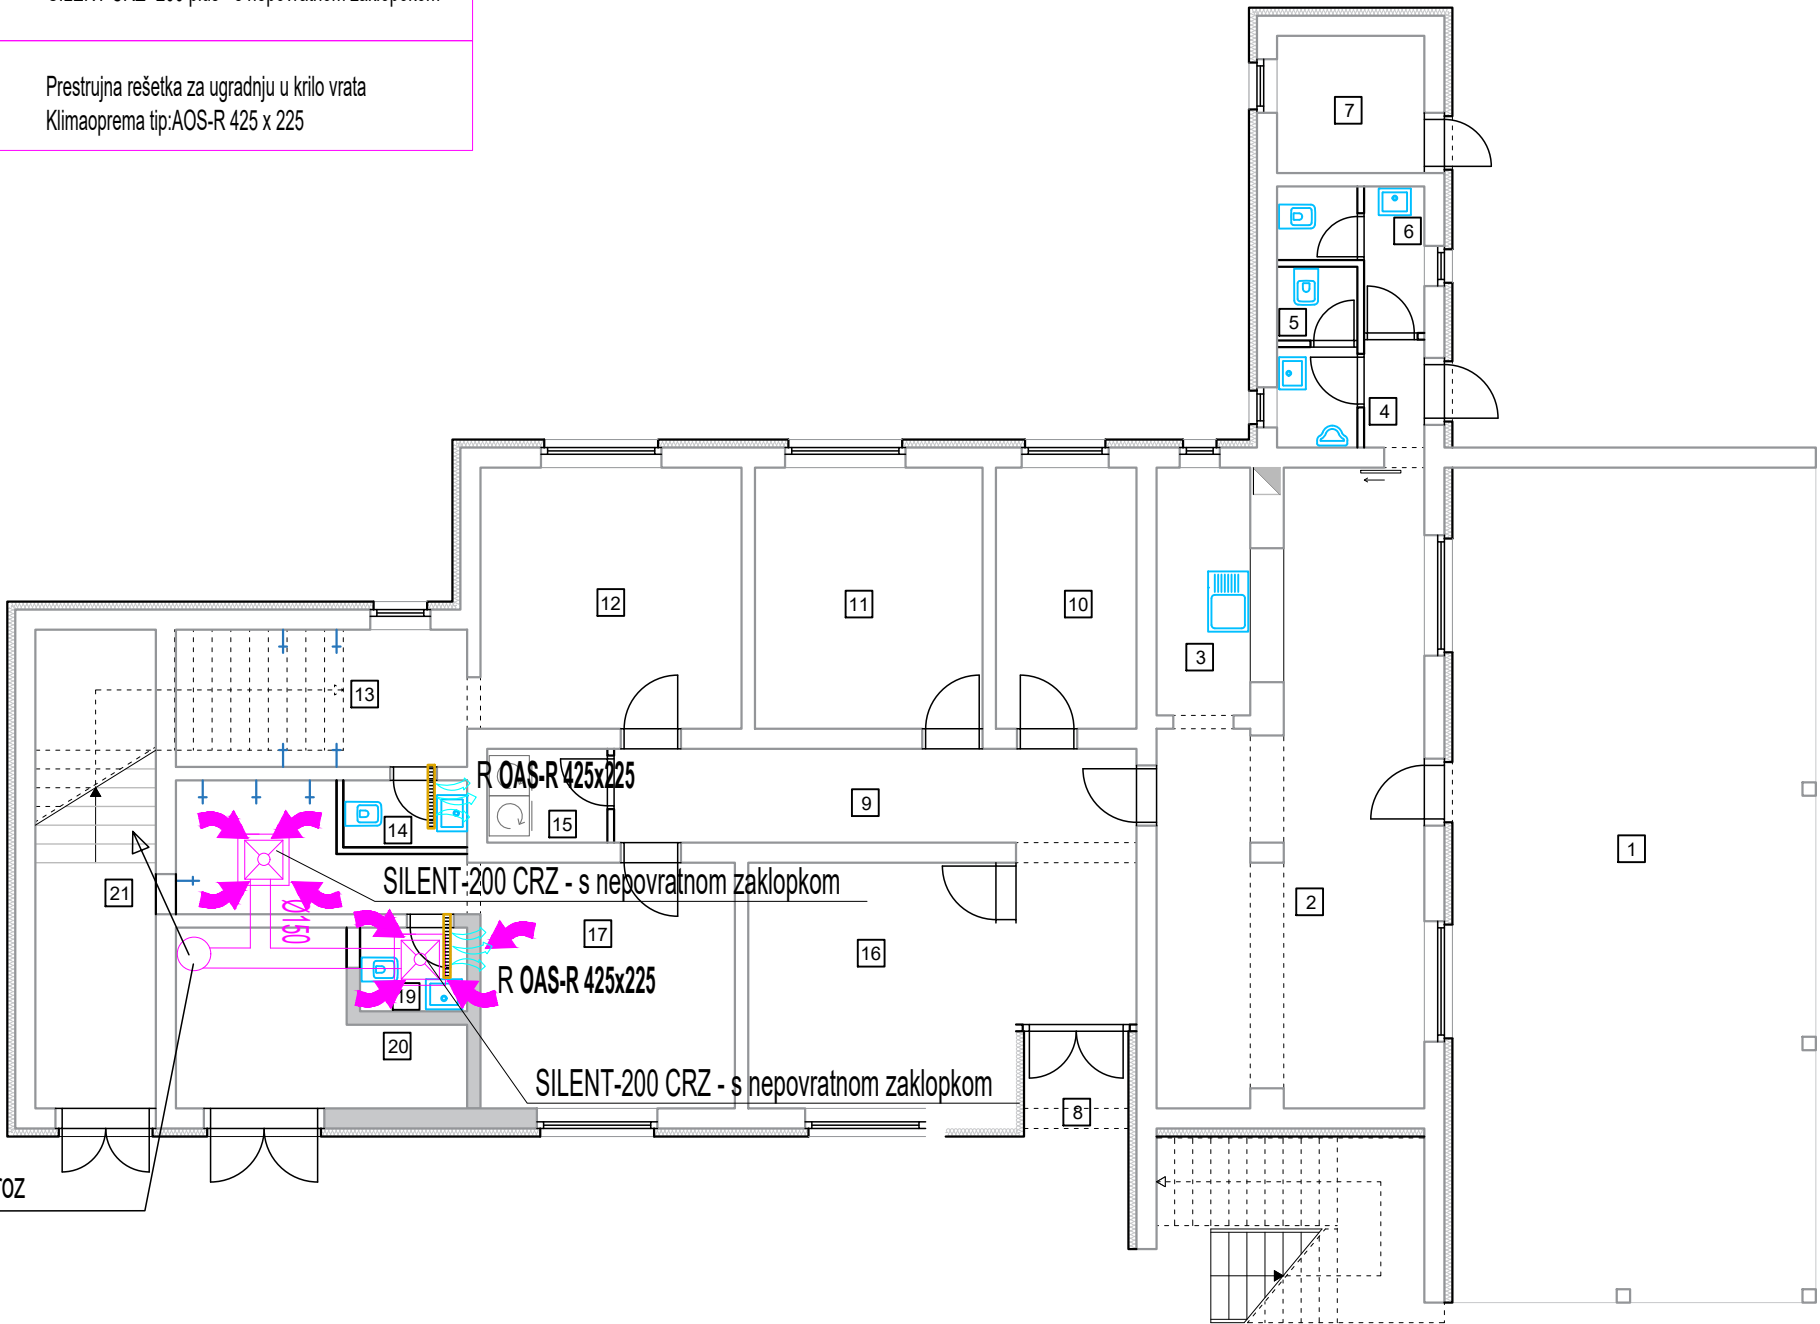 Prestrujna rešetka za ugradnju u krilo vrata
Klimaoprema tip:AOS-R 425 x 225
7
6
5
4
12
11
10
3
13
R OAS-R 425x225
14
15
9
1
SILENT-200 CRZ - s nepovratnom zaklopkom
21
2
Ø150
17
16
R OAS-R 425x225
19
20
SILENT-200 CRZ - s nepovratnom zaklopkom
8